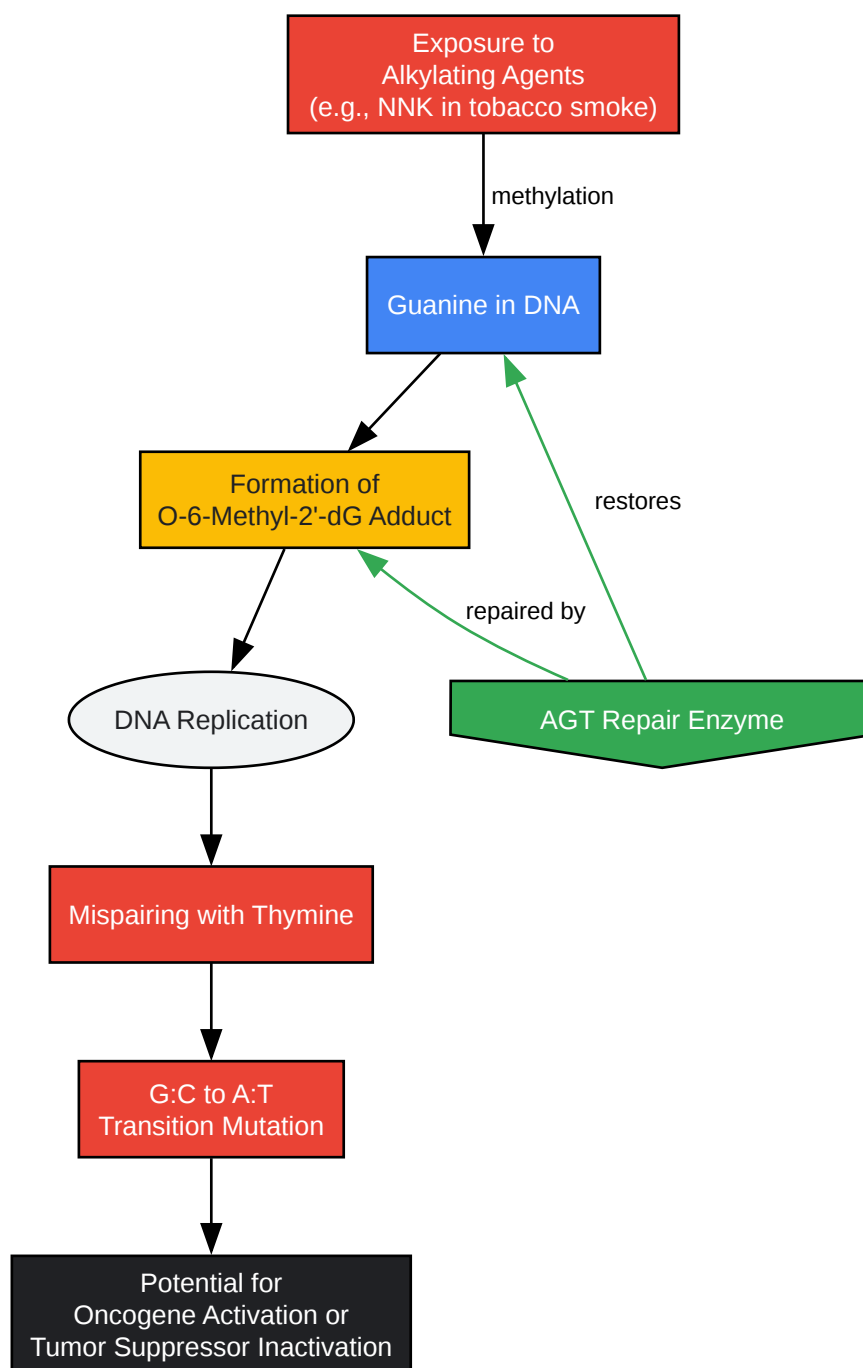 Exposure to
Alkylating Agents
(e.g., NNK in tobacco smoke)
methylation
Guanine in DNA
Formation of
O-6-Methyl-2'-dG Adduct
restores
repaired by
DNA Replication
AGT Repair Enzyme
Mispairing with Thymine
G:C to A:T
Transition Mutation
Potential for
Oncogene Activation or
Tumor Suppressor Inactivation